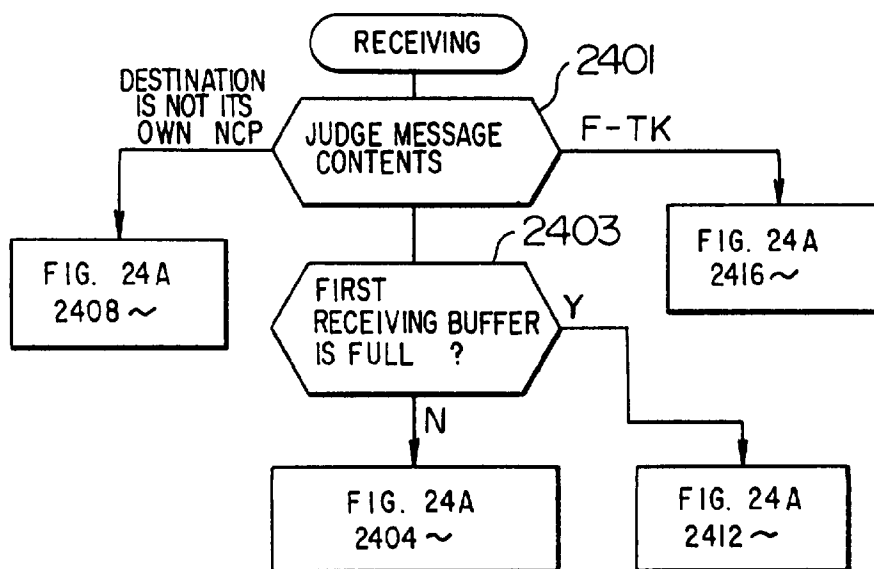 RECEIVING
2401
DESTINATION
IS NOT ITS
OWN NCP
JUDGE MESSAGE
CONTENTS
F-TK
2403
FIG. 24A
2408~
FIG. 24A
2416~
FIRST
RECEIVING BUFFER
IS FULL ?
Y
N
FIG. 24A
2404~
FIG. 24A
2412~